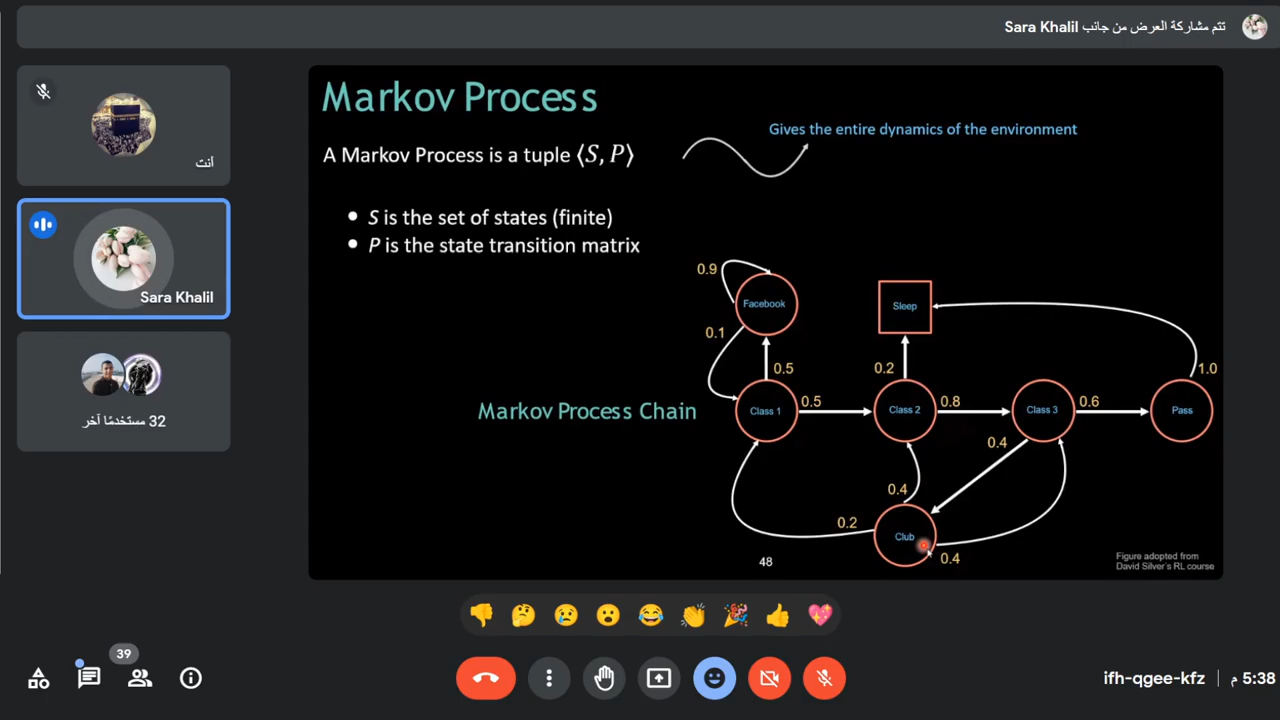 تتم مشاركة العرض من جانب Sara Khalil
أنت
Sara Khalil
32 مستخدمًا آخر
Markov Process
Gives the entire dynamics of the environment
A Markov Process is a tuple ⟨S, P⟩
• S is the set of states (finite)
• P is the state transition matrix
0.9
Facebook
Sleep
0.1
0.5
0.2
1.0
Markov Process Chain
Class 1
0.5
Class 2
0.8
Class 3
0.6
Pass
0.4
0.4
0.2
Club
0.4
48
Figure adopted from
David Silver's RL course
39
ifh-qgee-kfz
5:38 م